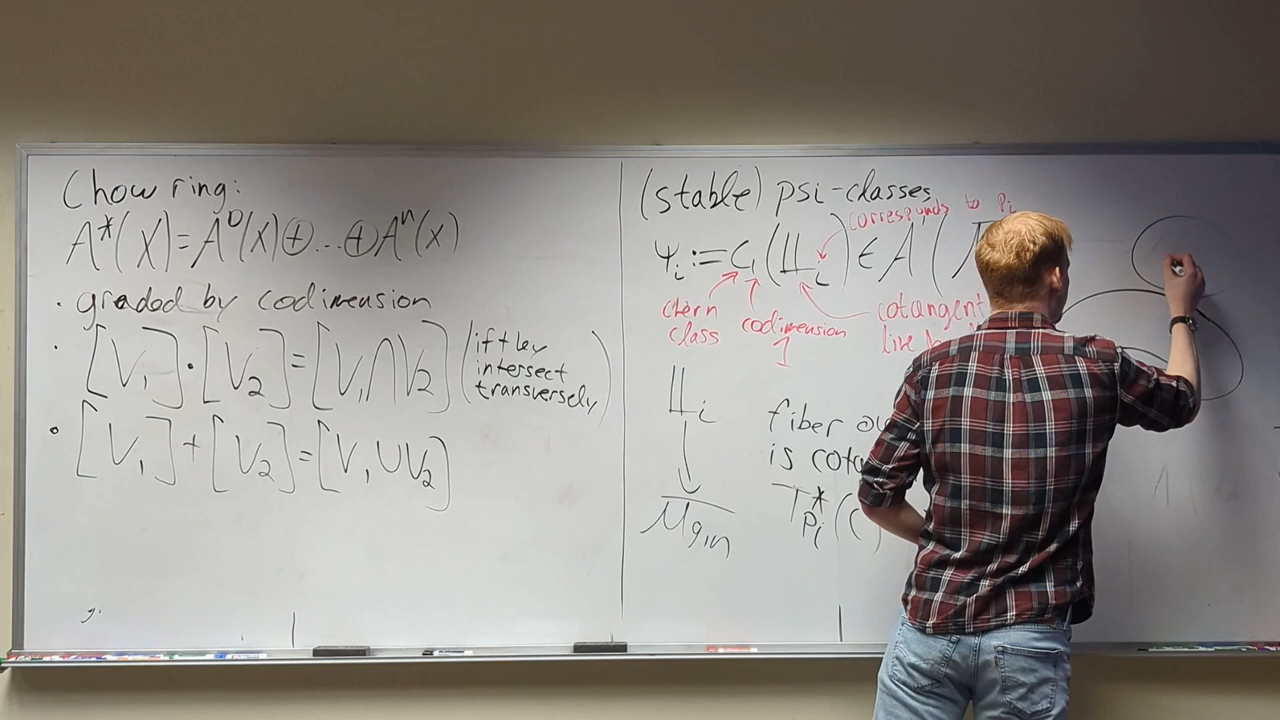 Chow ring:
A*(X)=A⁰(X)⊕...⊕Aⁿ(X)
· graded by codimension
· [V₁]·[V₂]=[V₁∩V₂] (if they intersect transversely)
· [V₁]+[V₂]=[V₁∪V₂]
(stable) psi-classes
corresponds to Pᵢ
ψᵢ:=C₁(𝕃ᵢ)∈A¹(
chern class
codimension 1
cotangent
line
𝕃ᵢ
fiber
is
M̄g,n
T*Pᵢ(C